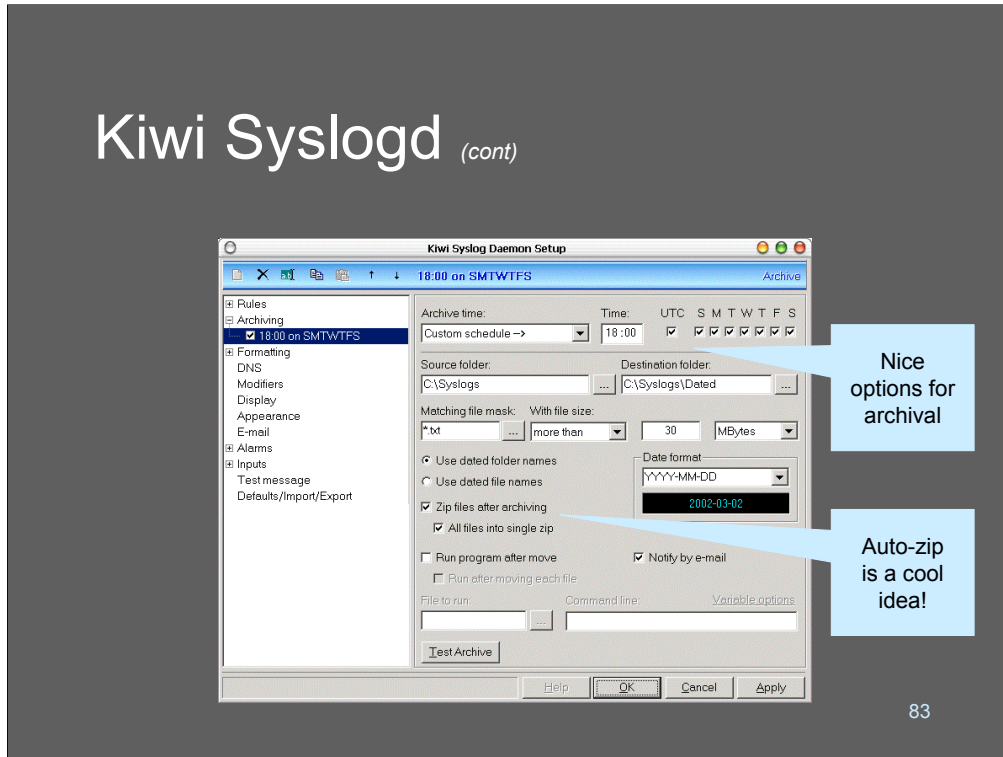 Kiwi Syslogd (cont)
Kiwi Syslog Daemon Setup
18:00 on SMTWTFS
Archive
Rules
Archiving
18:00 on SMTWTFS
Formatting
DNS
Modifiers
Display
Appearance
E-mail
Alarms
Inputs
Test message
Defaults/Import/Export
Archive time: Time: UTC S M T W T F S
Custom schedule --> 18:00
Source folder: Destination folder:
C:\Syslogs ... C:\Syslogs\Dated ...
Matching file mask: With file size:
*.txt ... more than 30 MBytes
Use dated folder names
Use dated file names
Date format
YYYY-MM-DD
2002-03-02
Zip files after archiving
All files into single zip
Run program after move Notify by e-mail
Run after moving each file
File to run: Command line: Variable options
...
Test Archive
Help OK Cancel Apply
Nice
options for
archival
Auto-zip
is a cool
idea!
83